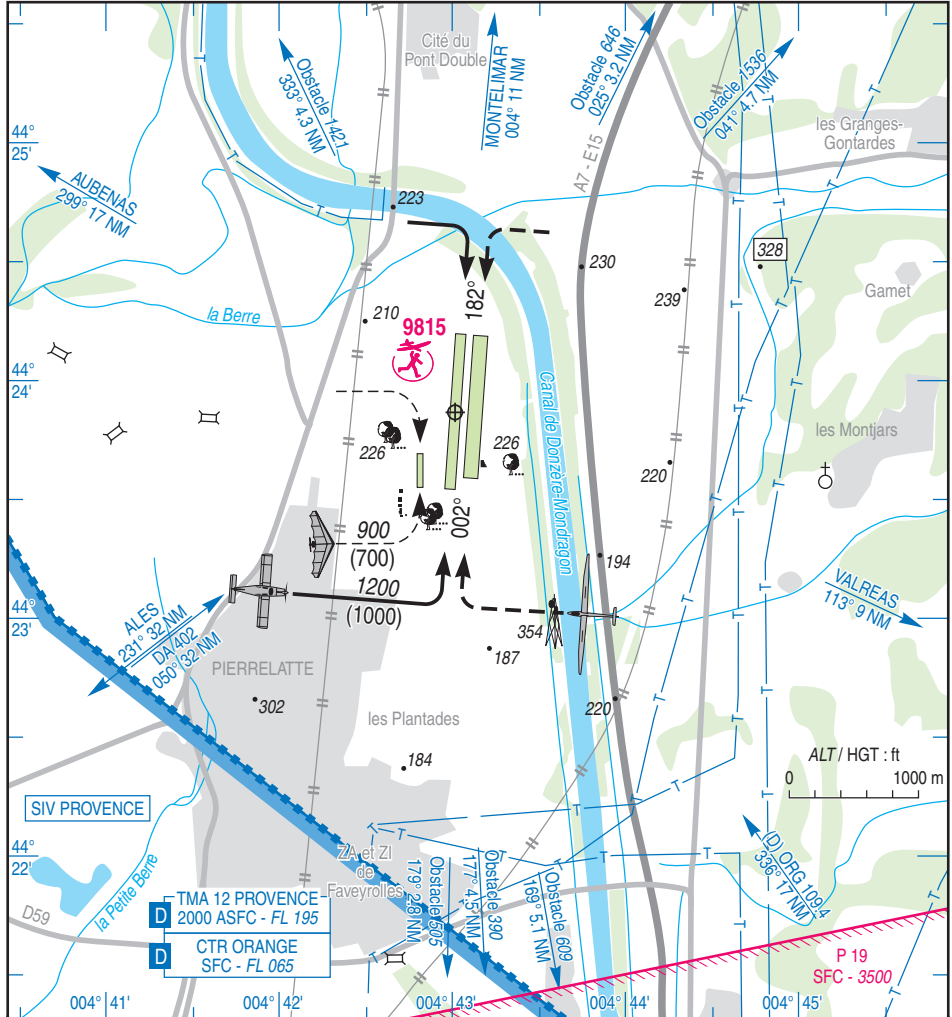 Cité du
Pont Double
Obstacle 1421
333° 4.3 NM
MONTELIMAR
004° 11 NM
Obstacle 646
025° 3.2 NM
Obstacle 1536
041° 4.7 NM
A7 - E15
les Granges-
Gontardes
44°
25'
AUBENAS
299° 17 NM
223
230
328
239
Gamet
182°
la Berre
210
9815
44°
24'
Canal de Donzère-Mondragon
226
226
220
les Montjars
002°
900
(700)
1200
(1000)
194
VALREAS
113° 9 NM
44°
23'
ALES
231° 32 NM
DA 402
050° 32 NM
354
187
PIERRELATTE
302
220
les Plantades
184
ALT / HGT : ft
0 1000 m
SIV PROVENCE
44°
22'
la Petite Berre
D59
ZA et ZI
de
Faveyrolles
Obstacle 505
179° 2.8 NM
Obstacle 390
177° 4.5 NM
Obstacle 609
169° 5.1 NM
(D) ORG 109.4
336° 17 NM
D
TMA 12 PROVENCE
2000 ASFC - FL 195
D
CTR ORANGE
SFC - FL 065
P 19
SFC - 3500
004° 41'
004° 42'
004° 43'
004° 44'
004° 45'